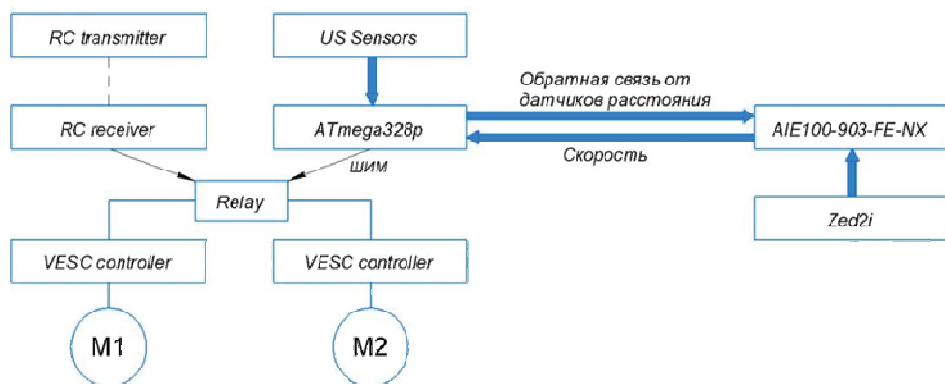 RC transmitter
US Sensors
Обратная связь от
датчиков расстояния
RC receiver
ATmega328p
AIE100-903-FE-NX
Скорость
шим
Relay
Zed2i
VESC controller
VESC controller
M1
M2